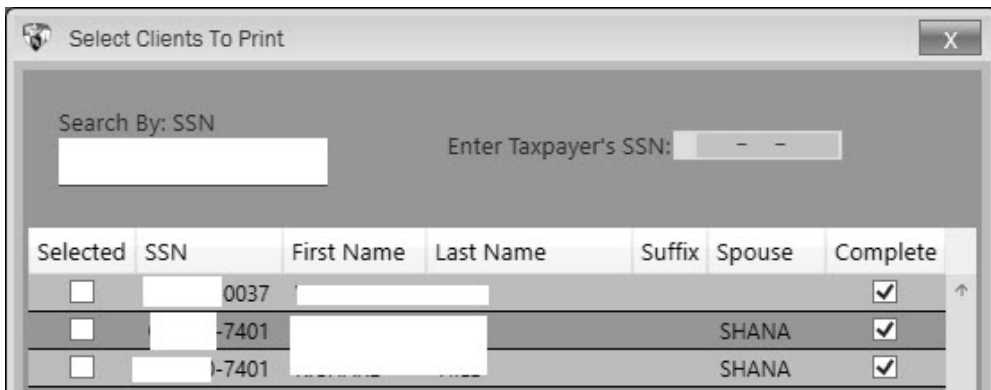 Select Clients To Print
X
Search By: SSN
Enter Taxpayer's SSN: - -
Selected SSN First Name Last Name Suffix Spouse Complete
0037
-7401 SHANA
0-7401 SHANA